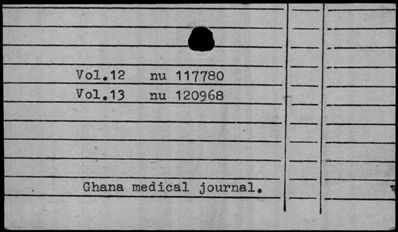 Vol.12 nu 117780
Vol.13 nu 120968
Ghana medical journal.